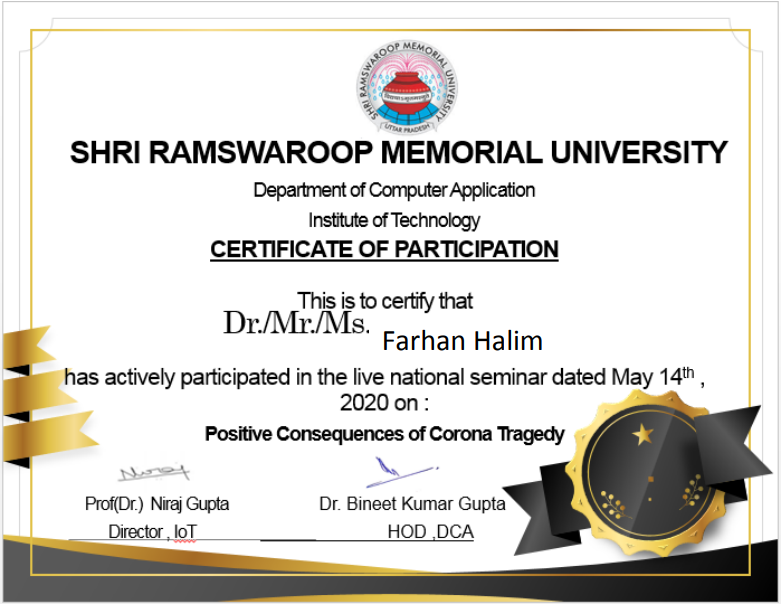 SHRI RAMSWAROOP MEMORIAL UNIVERSITY
UTTAR PRADESH
SHRI RAMSWAROOP MEMORIAL UNIVERSITY
Department of Computer Application
Institute of Technology
CERTIFICATE OF PARTICIPATION
This is to certify that
Dr./Mr./Ms. Farhan Halim
has actively participated in the live national seminar dated May 14th ,
2020 on :
Positive Consequences of Corona Tragedy
Niraj
Prof(Dr.) Niraj Gupta Dr. Bineet Kumar Gupta
Director , IoT HOD ,DCA